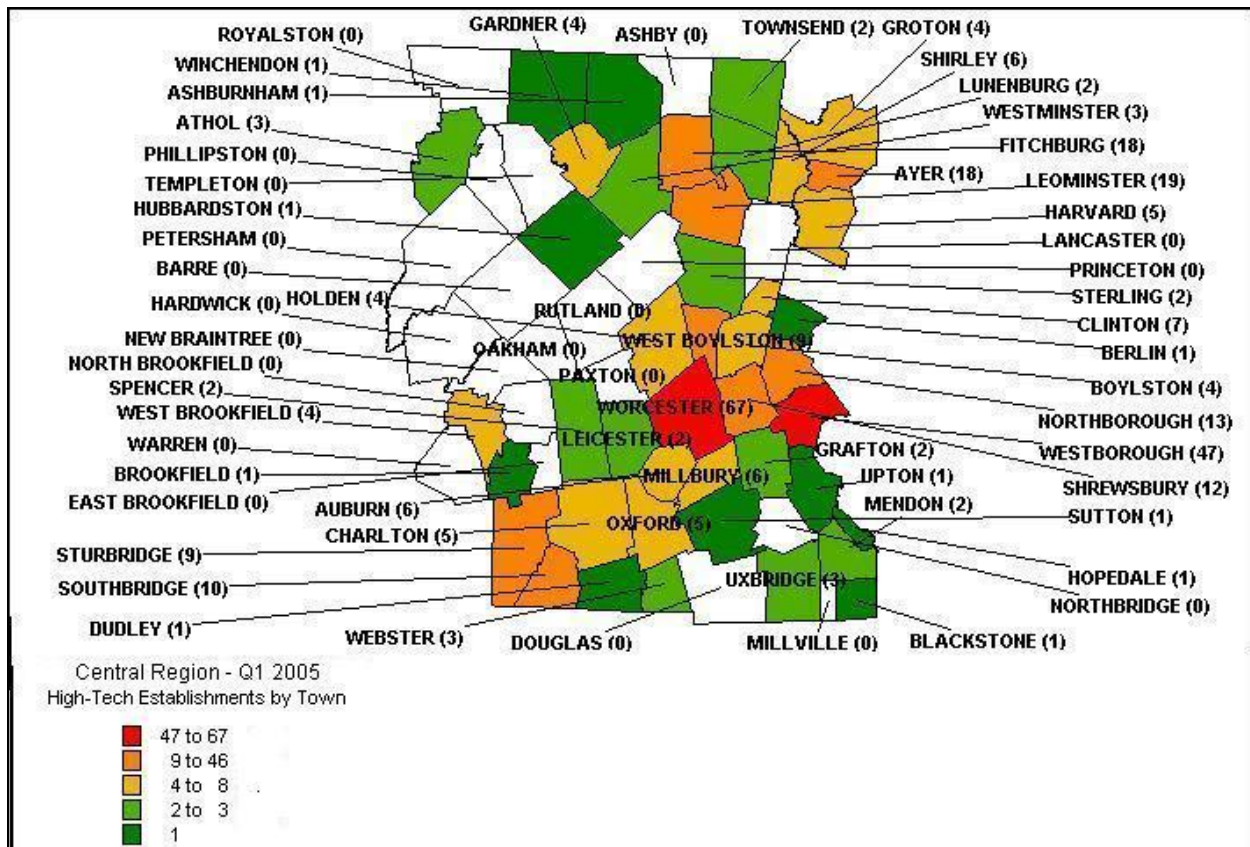 GARDNER (4)
ROYALSTON (0)
ASHBY (0)
TOWNSEND (2)
GROTON (4)
WINCHENDON (1)
SHIRLEY (6)
ASHBURNHAM (1)
LUNENBURG (2)
WESTMINSTER (3)
ATHOL (3)
FITCHBURG (18)
PHILLIPSTON (0)
AYER (18)
LEOMINSTER (19)
TEMPLETON (0)
HUBBARDSTON (1)
HARVARD (5)
PETERSHAM (0)
LANCASTER (0)
BARRE (0)
PRINCETON (0)
HARDWICK (0)
HOLDEN (4)
RUTLAND (0)
STERLING (2)
NEW BRAINTREE (0)
OAKHAM (0)
WEST BOYLSTON (9)
CLINTON (7)
NORTH BROOKFIELD (0)
PAXTON (0)
BERLIN (1)
SPENCER (2)
BOYLSTON (4)
WEST BROOKFIELD (4)
WORCESTER (67)
NORTHBOROUGH (13)
WARREN (0)
LEICESTER (2)
GRAFTON (2)
WESTBOROUGH (47)
BROOKFIELD (1)
MILLBURY (6)
UPTON (1)
SHREWSBURY (12)
EAST BROOKFIELD (0)
AUBURN (6)
MENDON (2)
SUTTON (1)
CHARLTON (5)
OXFORD (5)
STURBRIDGE (9)
UXBRIDGE (3)
HOPEDALE (1)
SOUTHBRIDGE (10)
NORTHBRIDGE (0)
DUDLEY (1)
WEBSTER (3)
DOUGLAS (0)
MILLVILLE (0)
BLACKSTONE (1)
Central Region - Q1 2005
High-Tech Establishments by Town
47 to 67
9 to 46
4 to 8
2 to 3
1